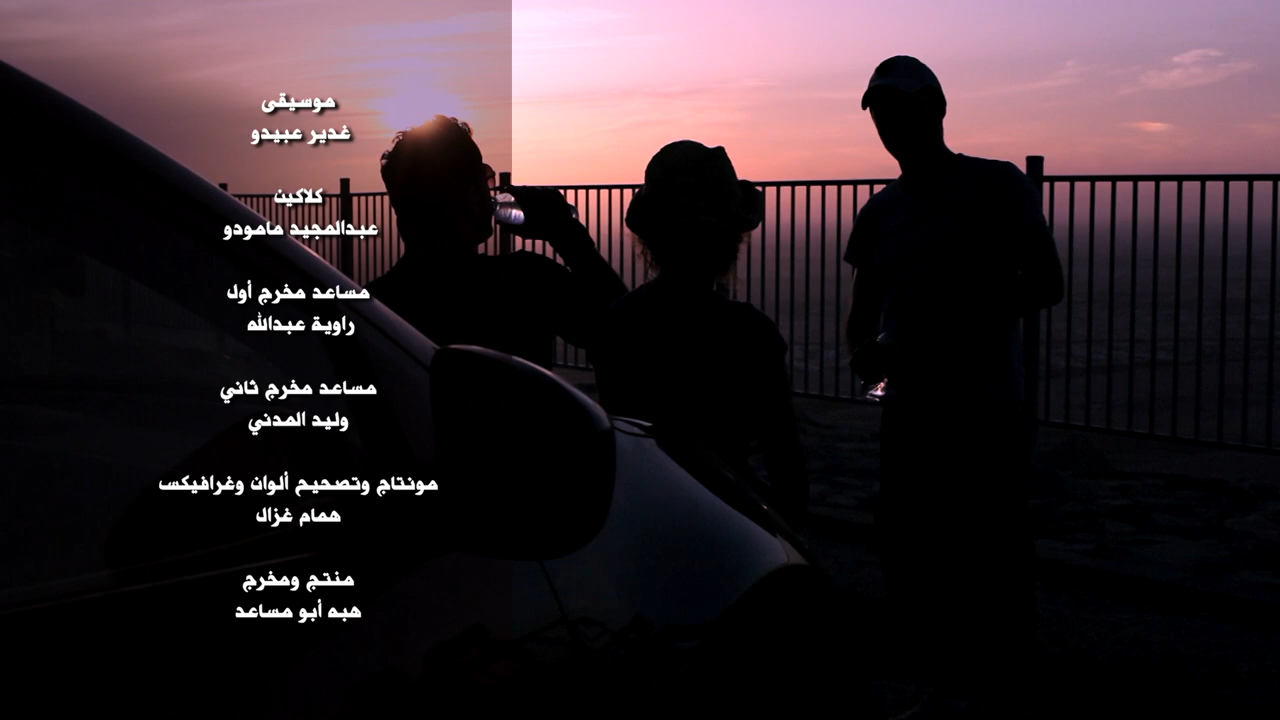 موسيقى
غدير عبيدو
كلاكيت
عبدالمجيد مامودو
مساعد مخرج أول
راوية عبدالله
مساعد مخرج ثاني
وليد المدني
مونتاج وتصحيح ألوان وغرافيكس
همام غزال
منتج ومخرج
هبه أبو مساعد